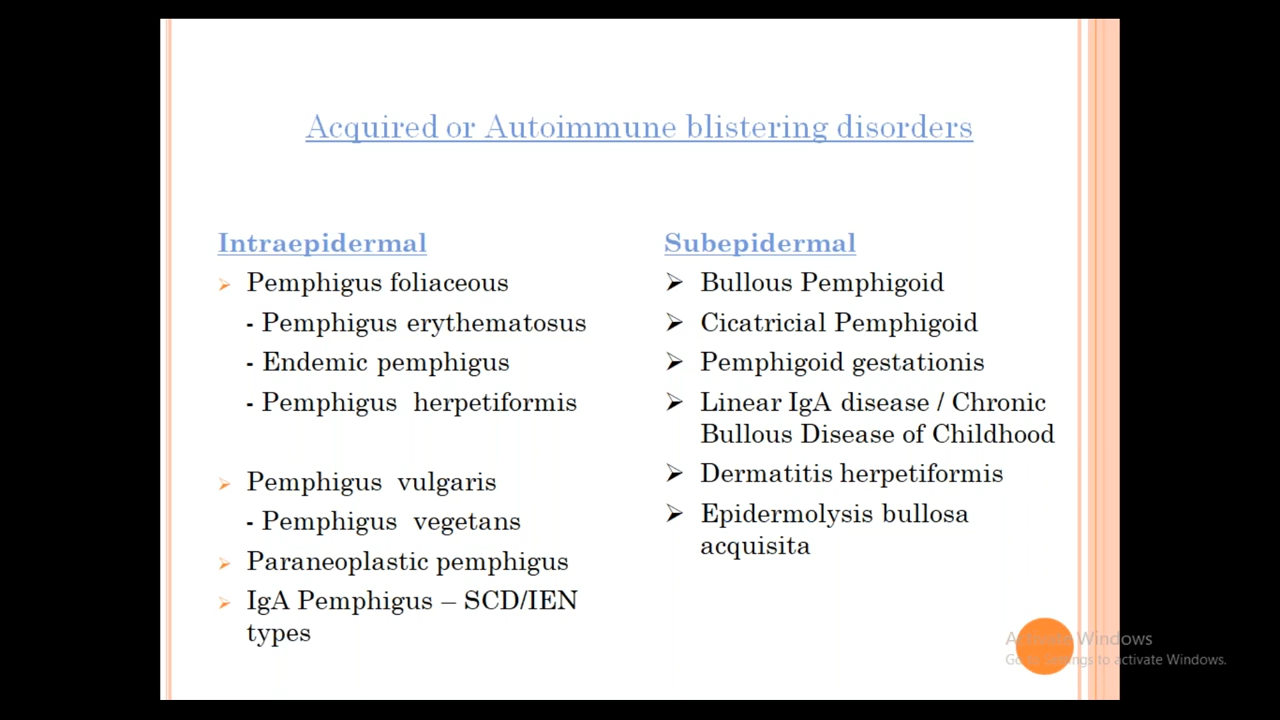 Acquired or Autoimmune blistering disorders
Intraepidermal
Pemphigus foliaceous
- Pemphigus erythematosus
- Endemic pemphigus
- Pemphigus herpetiformis
Pemphigus vulgaris
- Pemphigus vegetans
Paraneoplastic pemphigus
IgA Pemphigus – SCD/IEN
types
Subepidermal
Bullous Pemphigoid
Cicatricial Pemphigoid
Pemphigoid gestationis
Linear IgA disease / Chronic
Bullous Disease of Childhood
Dermatitis herpetiformis
Epidermolysis bullosa
acquisita
Activate Windows
Go to Settings to activate Windows.